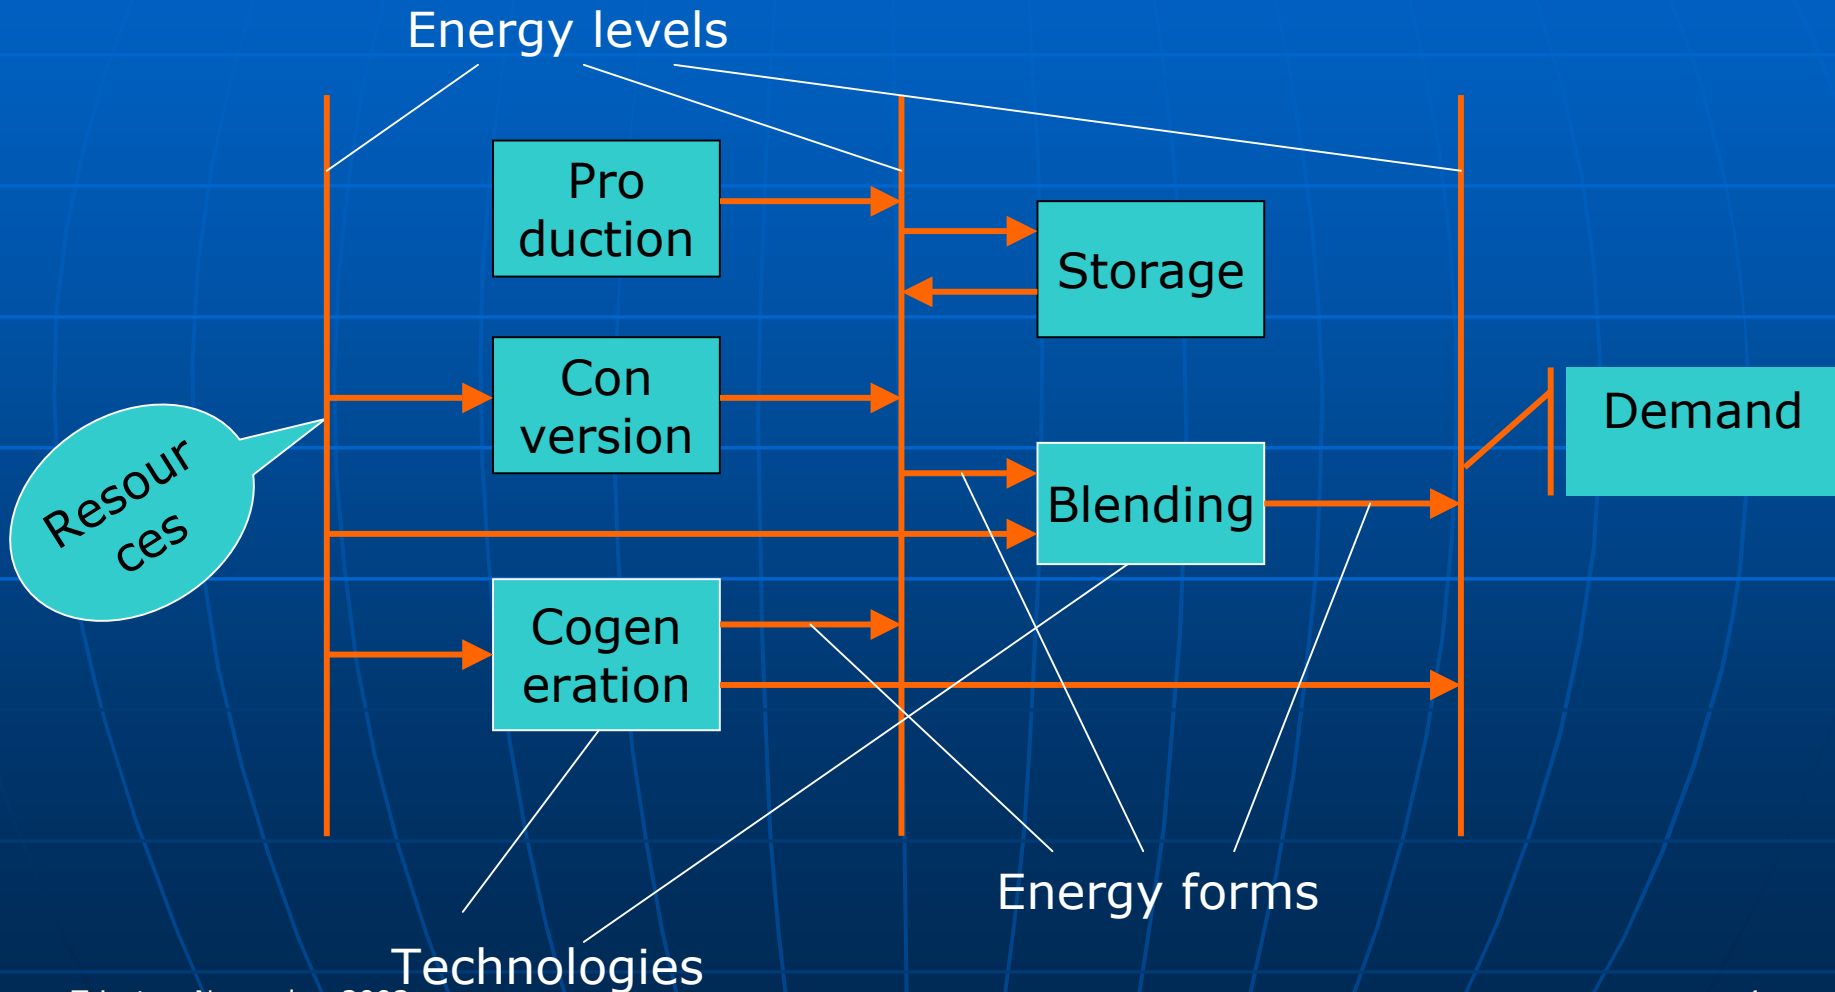 Energy levels
Pro
duction
Storage
Con
version
Demand
Resour
ces
Blending
Cogen
eration
Energy forms
Technologies